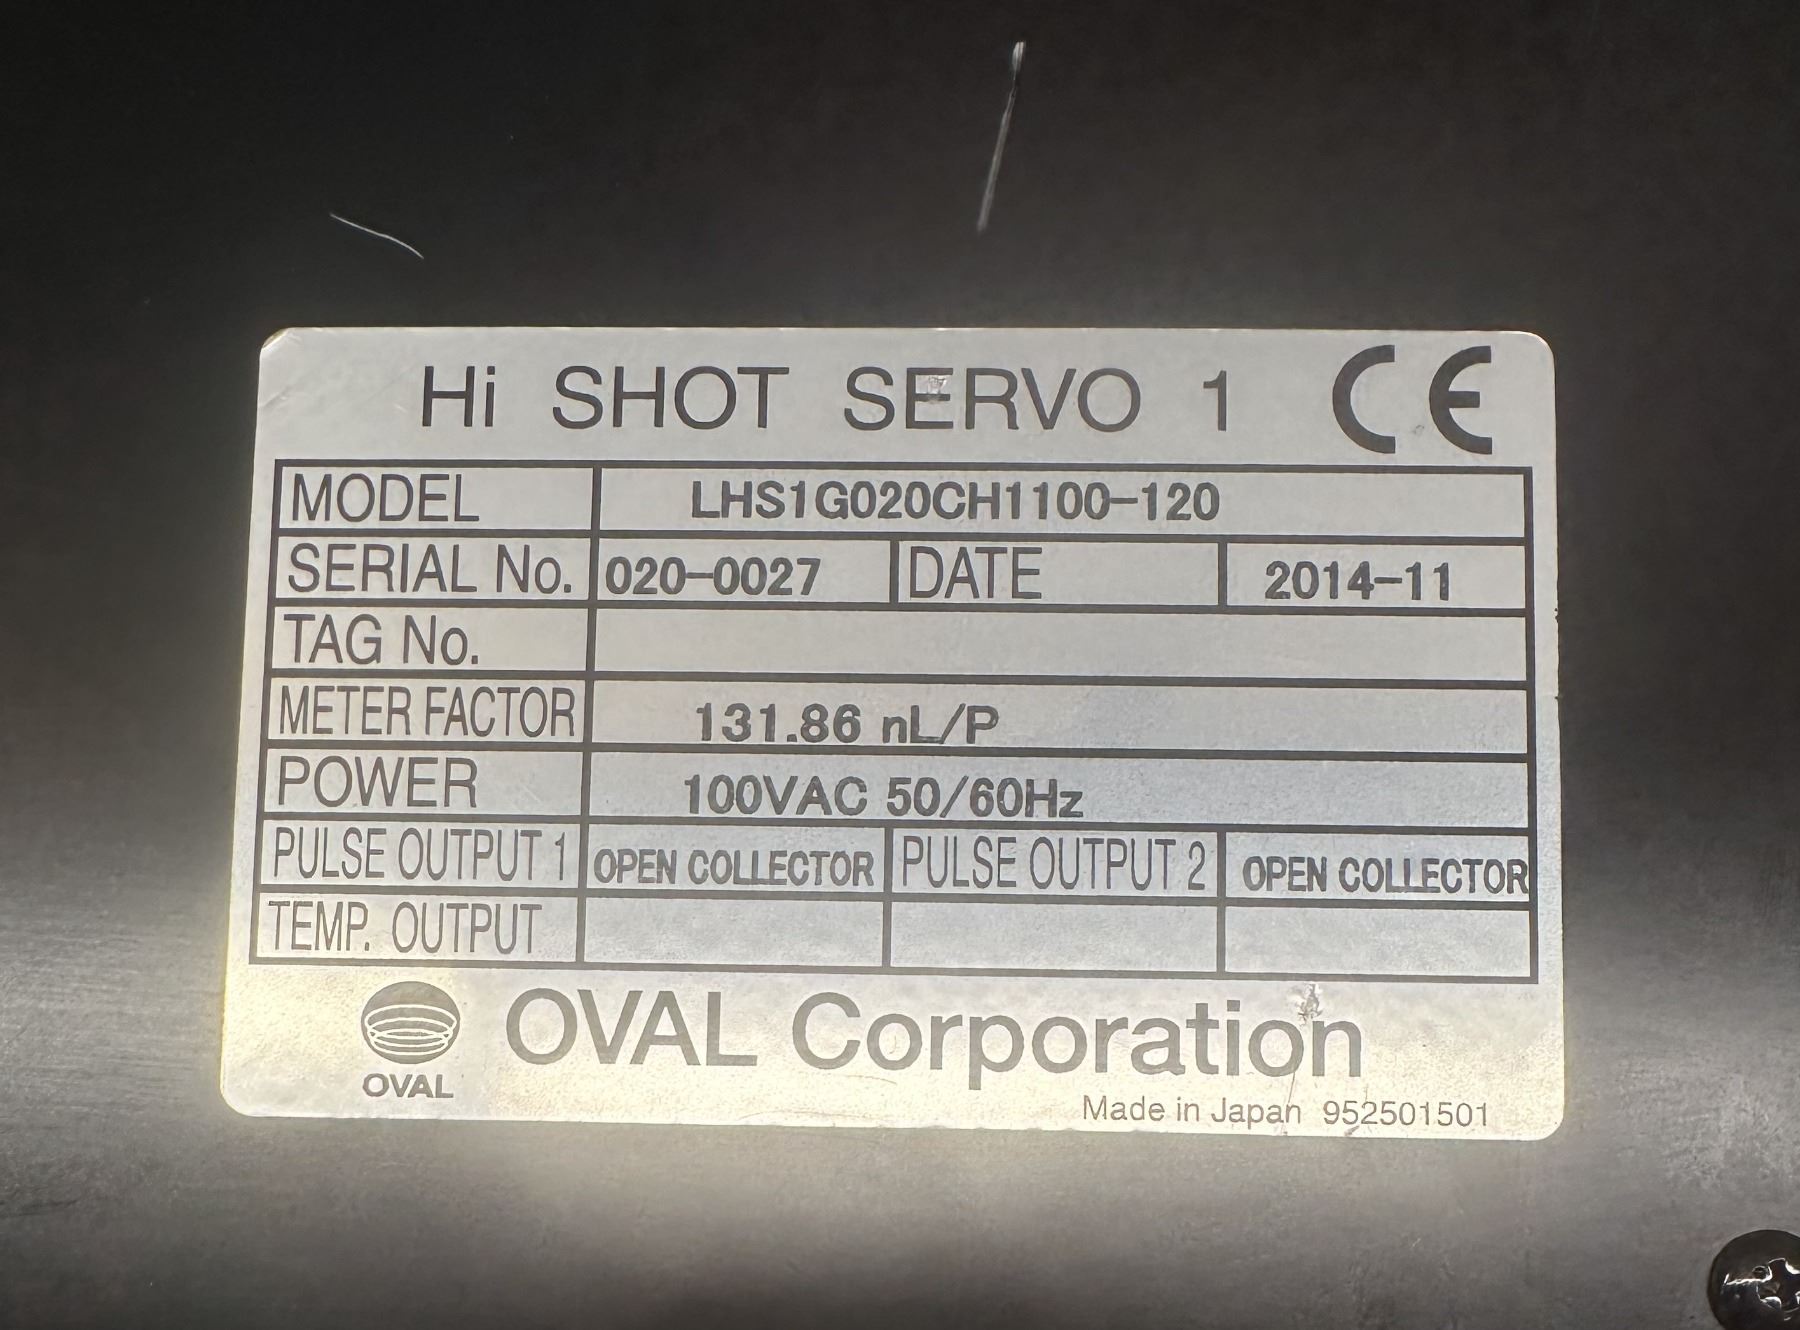 Hi SHOT SERVO 1 CE
MODEL LHS1G020CH1100-120
SERIAL No. 020-0027 DATE 2014-11
TAG No.
METER FACTOR 131.86 nL/P
POWER 100VAC 50/60Hz
PULSE OUTPUT 1 OPEN COLLECTOR PULSE OUTPUT 2 OPEN COLLECTOR
TEMP. OUTPUT
OVAL Corporation
OVAL
Made in Japan 952501501